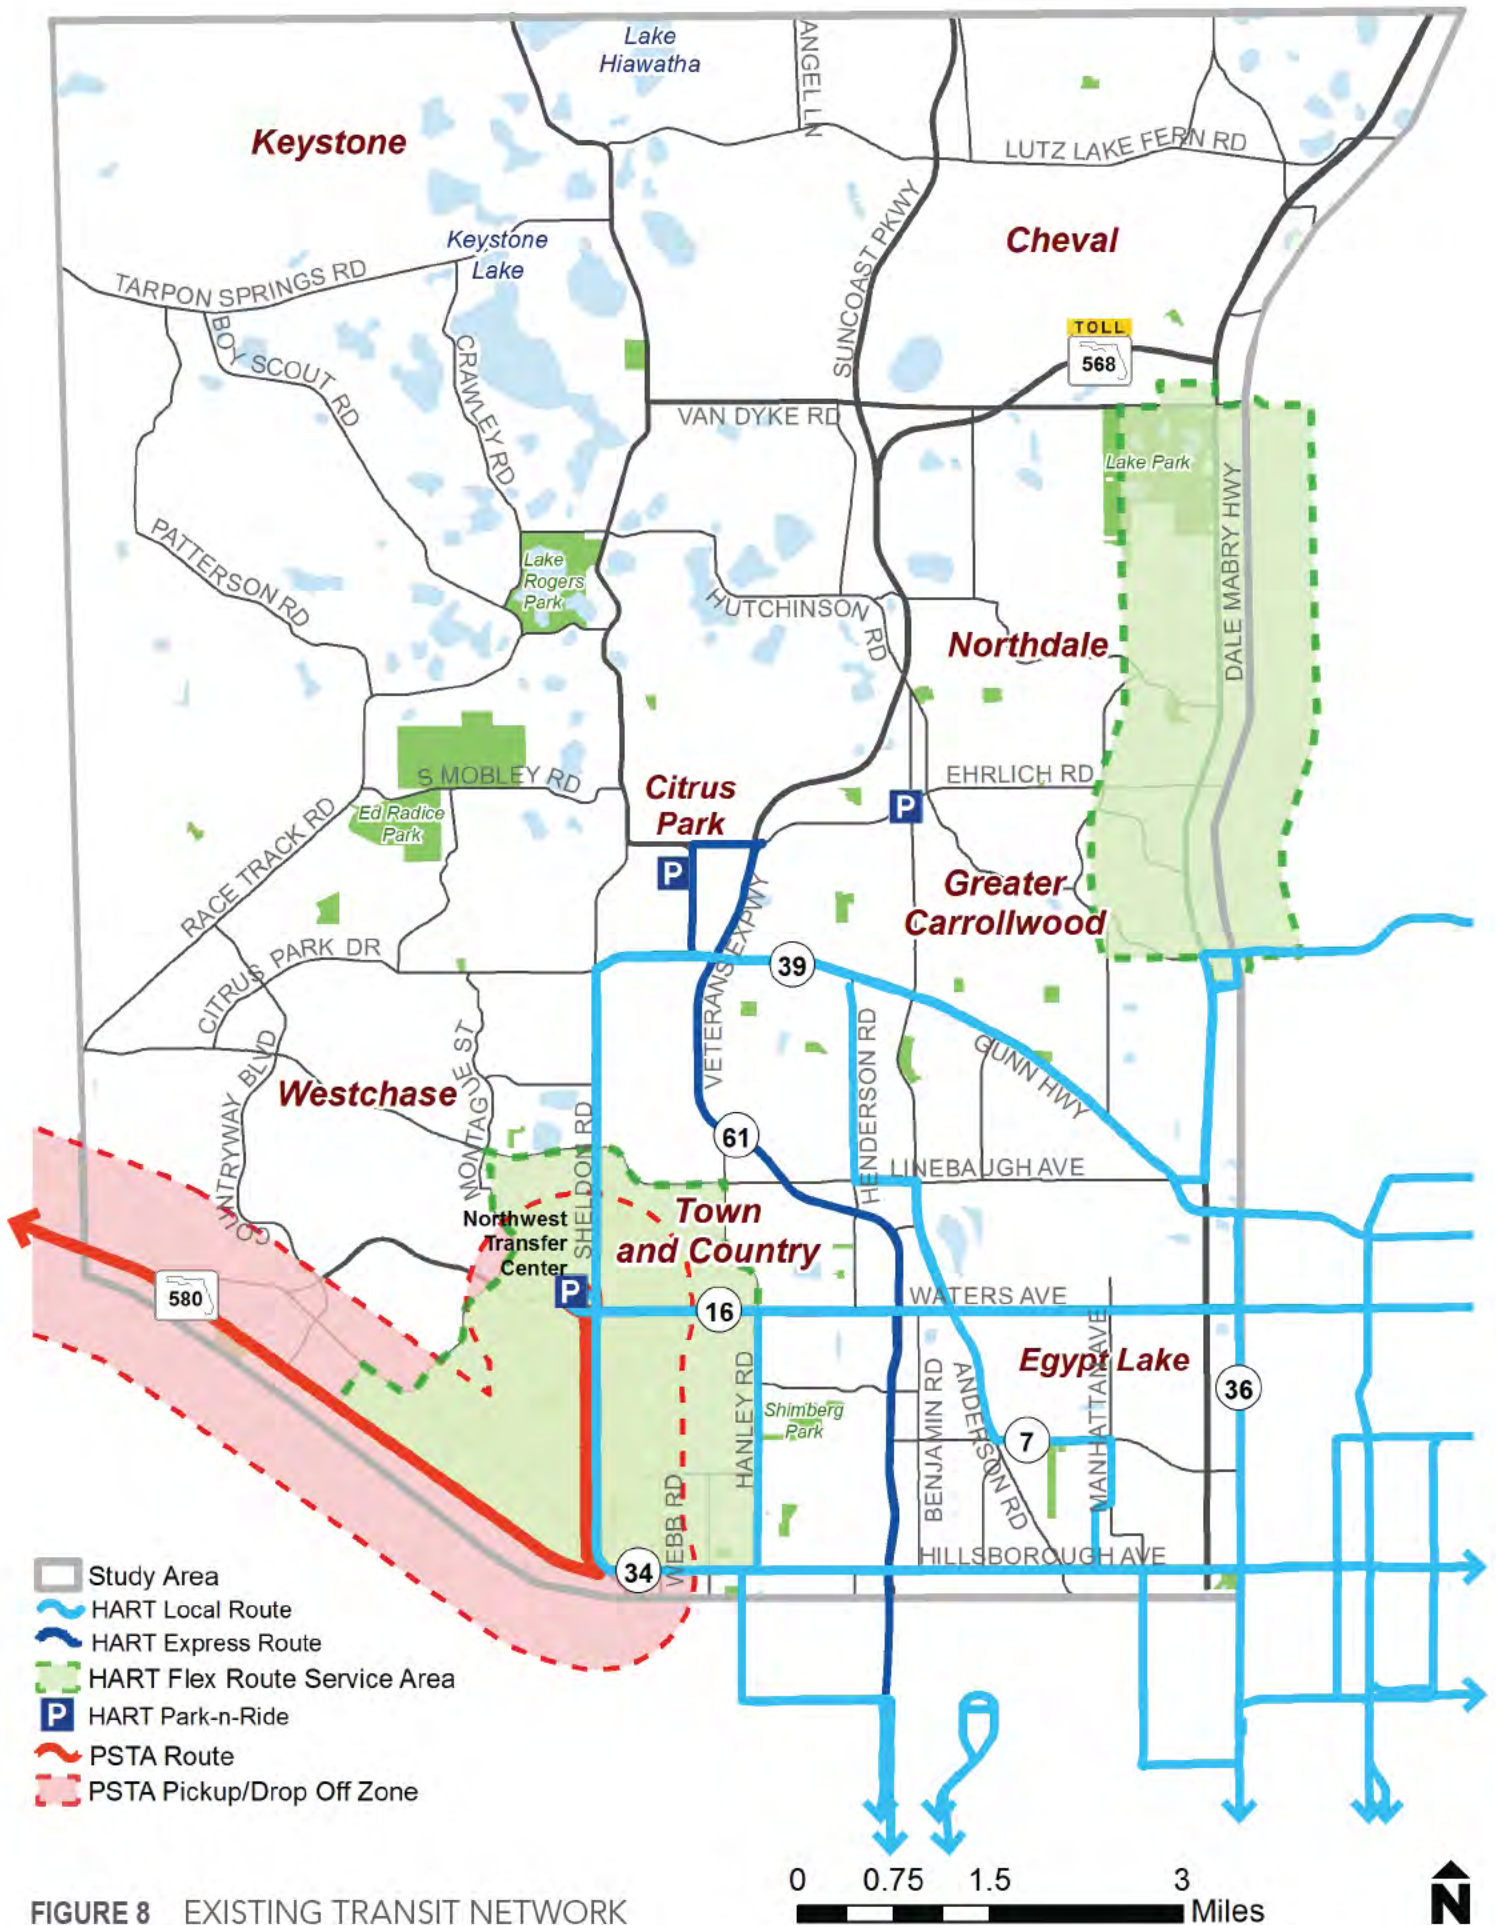 Lake
Hiawatha
ANGEL LN
Keystone
LUTZ LAKE FERN RD
SUNCOAST PKWY
Cheval
Keystone
Lake
TARPON SPRINGS RD
BOY SCOUT RD
CRAWLEY RD
TOLL
568
VAN DYKE RD
Lake Park
DALE MABRY HWY
PATTERSON RD
Lake
Rogers
Park
HUTCHINSON RD
Northdale
S MOBLEY RD
Citrus
Park
EHRLICH RD
P
Ed Radice
Park
RACE TRACK RD
P
Greater
Carrollwood
VETERANS EXPWY
CITRUS PARK DR
39
HENDERSON RD
GUNN HWY
Westchase
MONTAGUE ST
COUNTRYWAY BLVD
SHELDON RD
61
LINEBAUGH AVE
Northwest
Transfer
Center
Town
and Country
P
580
16
WATERS AVE
HANLEY RD
Egypt Lake
MANHATTAN AVE
36
BENJAMIN RD
ANDERSON RD
Shimberg
Park
7
WEBB RD
34
HILLSBOROUGH AVE
Study Area
HART Local Route
HART Express Route
HART Flex Route Service Area
P HART Park-n-Ride
PSTA Route
PSTA Pickup/Drop Off Zone
0 0.75 1.5 3
Miles
N
FIGURE 8 EXISTING TRANSIT NETWORK